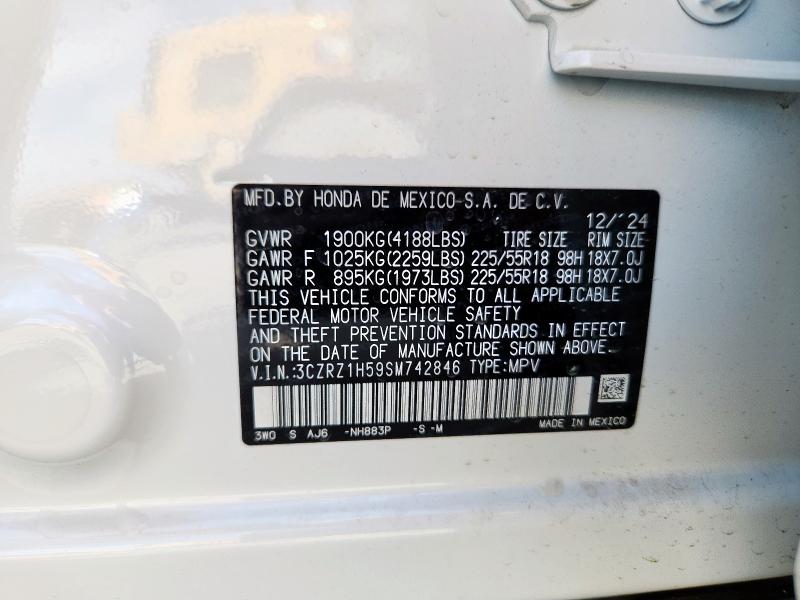 MFD.BY HONDA DE MEXICO S.A. DE C.V.
12/'24
GVWR 1900KG(4188LBS) TIRE SIZE RIM SIZE
GAWR F 1025KG(2259LBS) 225/55R18 98H 18X7.0J
GAWR R 895KG(1973LBS) 225/55R18 98H 18X7.0J
THIS VEHICLE CONFORMS TO ALL APPLICABLE
FEDERAL MOTOR VEHICLE SAFETY
AND THEFT PREVENTION STANDARDS IN EFFECT
ON THE DATE OF MANUFACTURE SHOWN ABOVE.
V.I.N.:3CZRZ1H59SM742846 TYPE:MPV
3W0 S AJ6 -NH883P -S -M MADE IN MEXICO